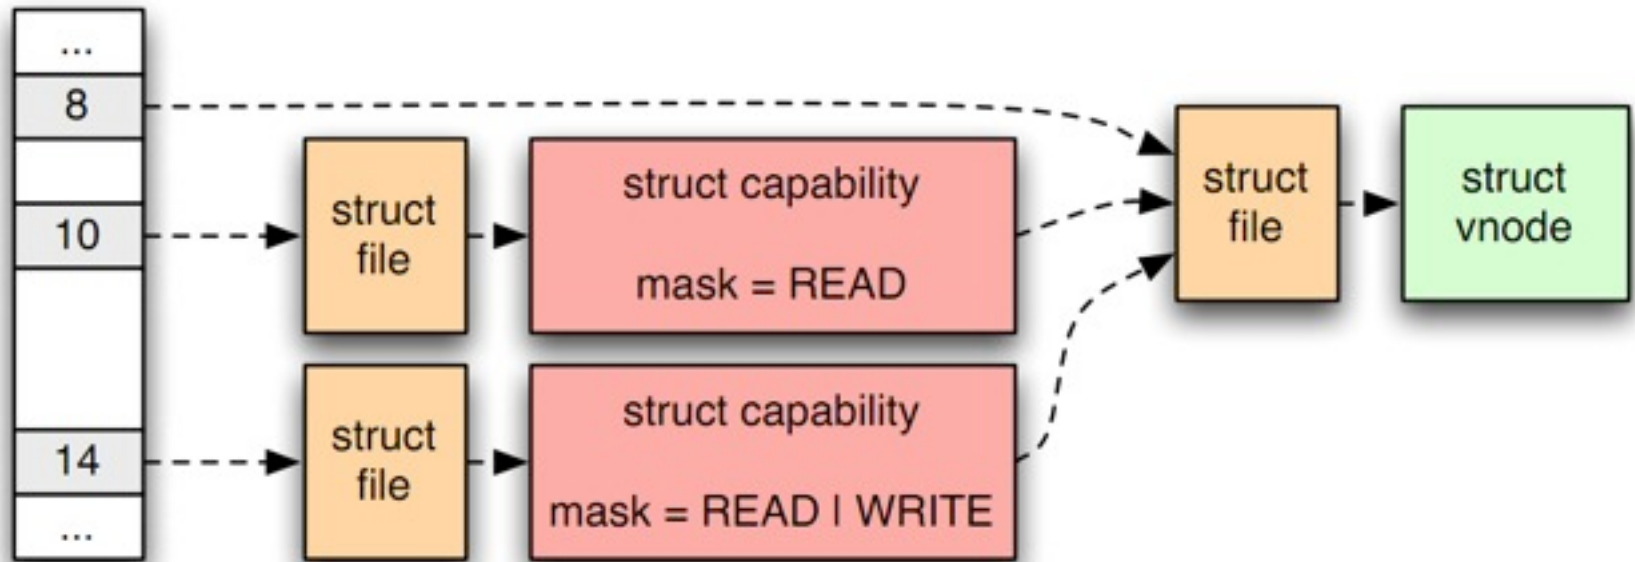 ...
8
10
14
...
struct
file
struct capability
mask = READ
struct
file
struct capability
mask = READ | WRITE
struct
file
struct
vnode